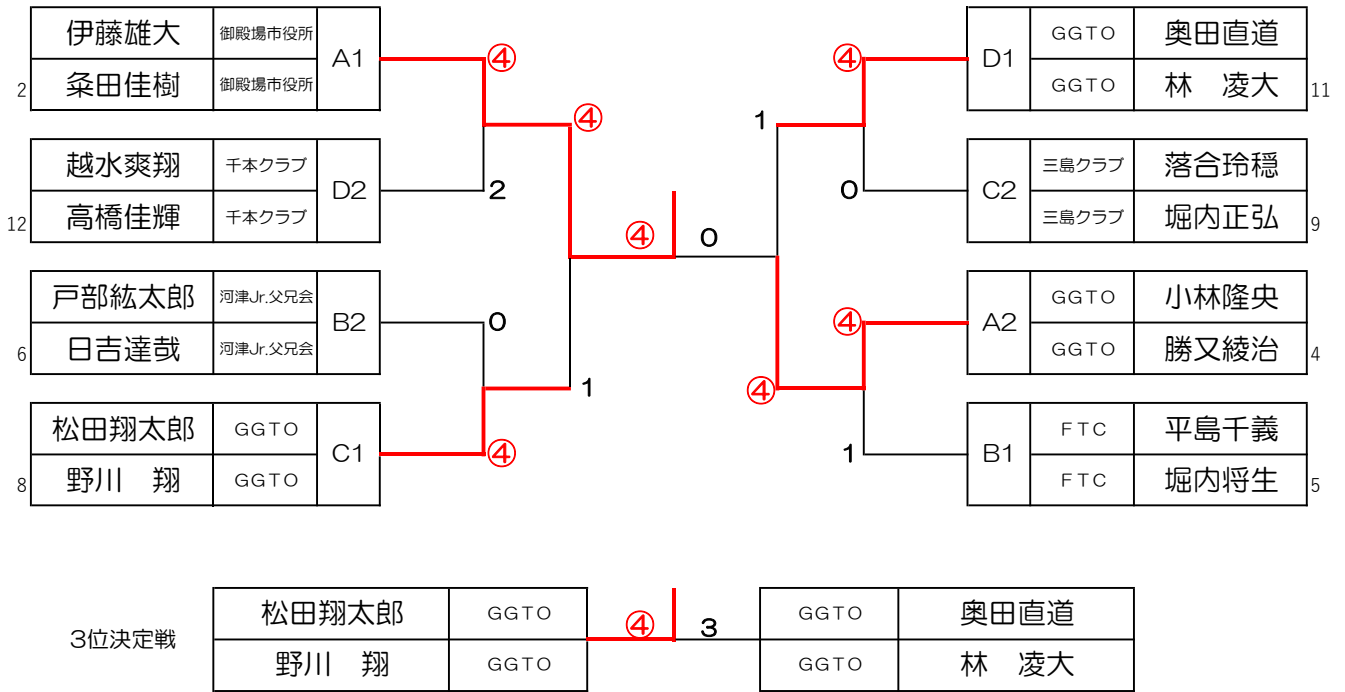 伊藤雄大 御殿場市役所 A1
2 粂田佳樹 御殿場市役所
④
④
越水爽翔 千本クラブ D2
12 高橋佳輝 千本クラブ
2
④ 0
戸部紘太郎 河津Jr.父兄会 B2
6 日吉達哉 河津Jr.父兄会
0
1
松田翔太郎 GGTO C1
8 野川 翔 GGTO
④
D1 GGTO 奥田直道
GGTO 林 凌大 11
④
1
C2 三島クラブ 落合玲穏
三島クラブ 堀内正弘 9
0
A2 GGTO 小林隆央
GGTO 勝又綾治 4
④
④
B1 FTC 平島千義
FTC 堀内将生 5
1
3位決定戦
松田翔太郎 GGTO ④ 3 GGTO 奥田直道
野川 翔 GGTO GGTO 林 凌大